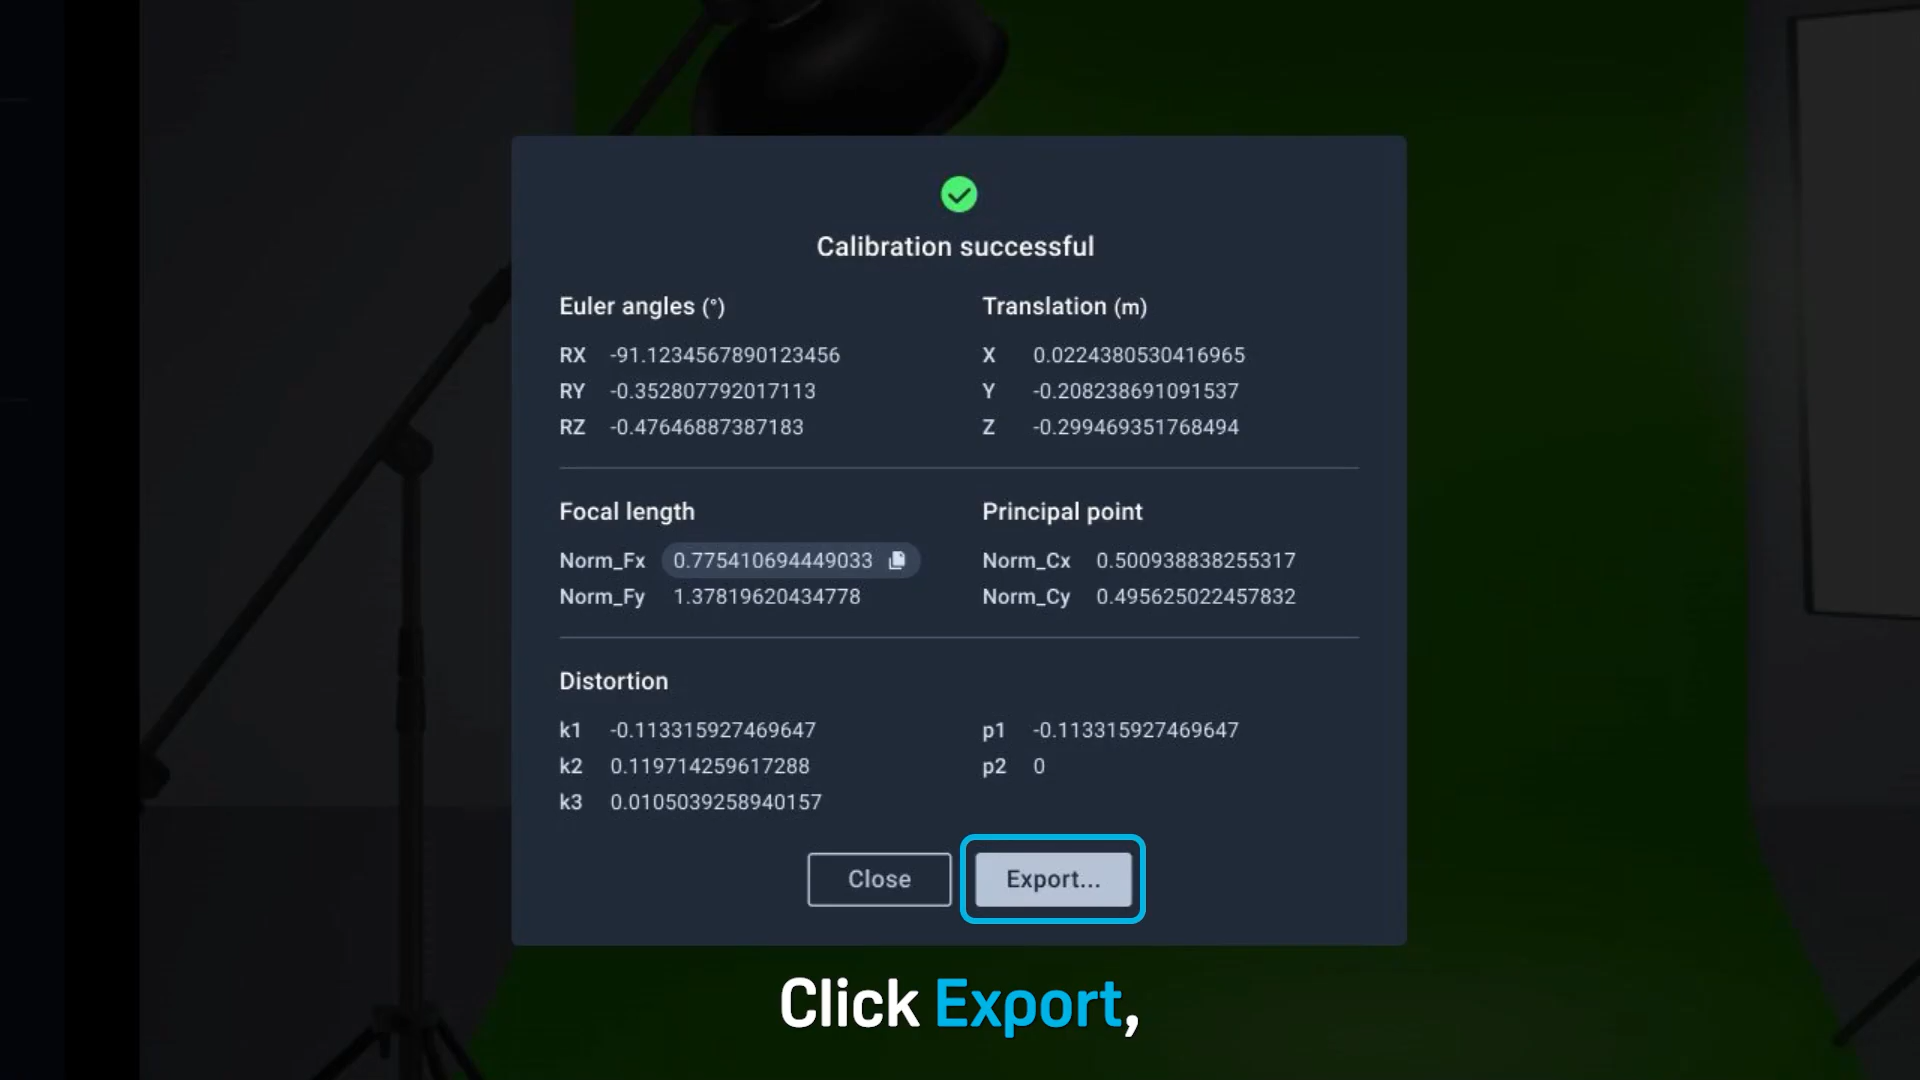 Calibration successful
Euler angles (°)
RX -91.1234567890123456
RY -0.352807792017113
RZ -0.47646887387183
Translation (m)
X 0.0224380530416965
Y -0.208238691091537
Z -0.299469351768494
Focal length
Norm_Fx 0.775410694449033
Norm_Fy 1.37819620434778
Principal point
Norm_Cx 0.500938838255317
Norm_Cy 0.495625022457832
Distortion
k1 -0.113315927469647
k2 0.119714259617288
k3 0.0105039258940157
p1 -0.113315927469647
p2 0
Close
Export...
Click Export,